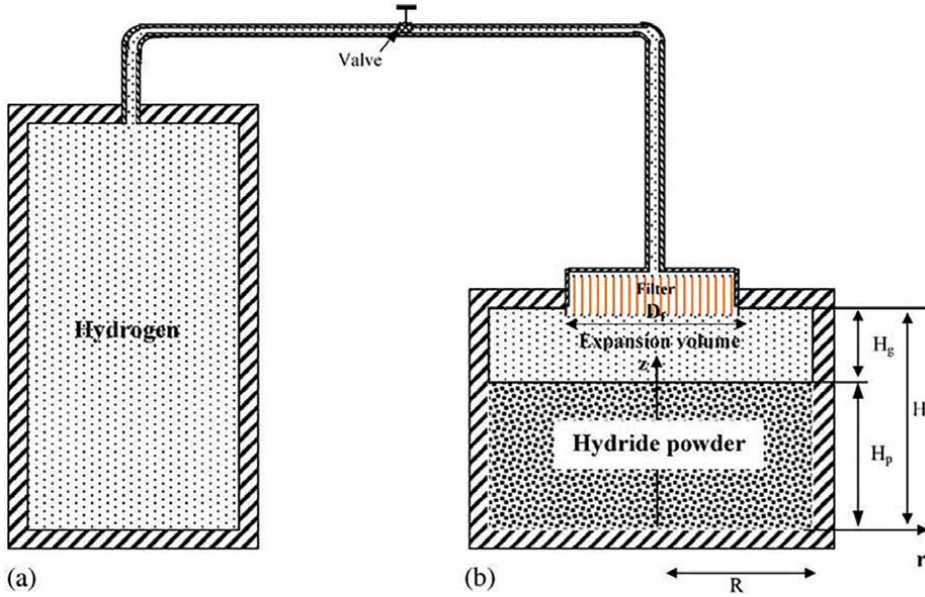 Valve
Hydrogen
Filter
Df
Expansion volume
z
Hydride powder
Hg
H
Hp
r
(a)
(b)
R